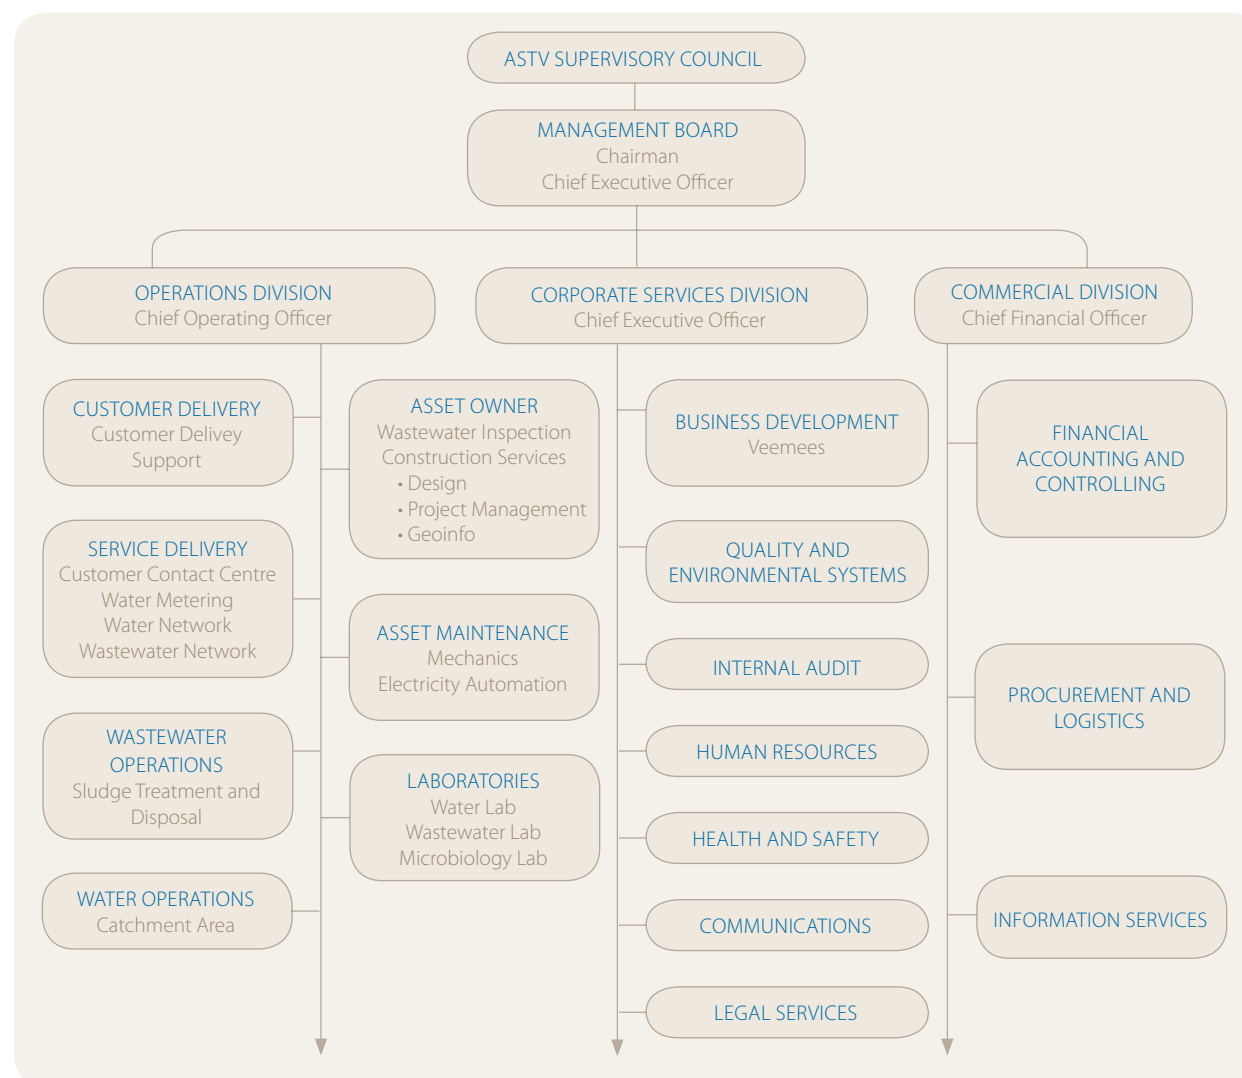 ASTV SUPERVISORY COUNCIL
MANAGEMENT BOARD
Chairman
Chief Executive Officer
OPERATIONS DIVISION
Chief Operating Officer
CORPORATE SERVICES DIVISION
Chief Executive Officer
COMMERCIAL DIVISION
Chief Financial Officer
CUSTOMER DELIVERY
Customer Delivey
Support
SERVICE DELIVERY
Customer Contact Centre
Water Metering
Water Network
Wastewater Network
WASTEWATER
OPERATIONS
Sludge Treatment and
Disposal
WATER OPERATIONS
Catchment Area
ASSET OWNER
Wastewater Inspection
Construction Services
• Design
• Project Management
• Geoinfo
ASSET MAINTENANCE
Mechanics
Electricity Automation
LABORATORIES
Water Lab
Wastewater Lab
Microbiology Lab
BUSINESS DEVELOPMENT
Veemees
QUALITY AND
ENVIRONMENTAL SYSTEMS
INTERNAL AUDIT
HUMAN RESOURCES
HEALTH AND SAFETY
COMMUNICATIONS
LEGAL SERVICES
FINANCIAL
ACCOUNTING AND
CONTROLLING
PROCUREMENT AND
LOGISTICS
INFORMATION SERVICES